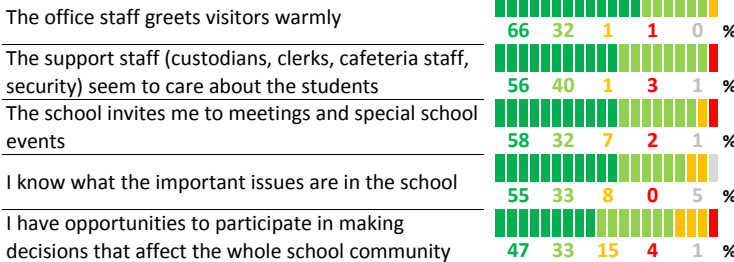 The office staff greets visitors warmly
66 32 1 1 0 %
The support staff (custodians, clerks, cafeteria staff,
security) seem to care about the students
56 40 1 3 1 %
The school invites me to meetings and special school
events
58 32 7 2 1 %
I know what the important issues are in the school
55 33 8 0 5 %
I have opportunities to participate in making
decisions that affect the whole school community
47 33 15 4 1 %